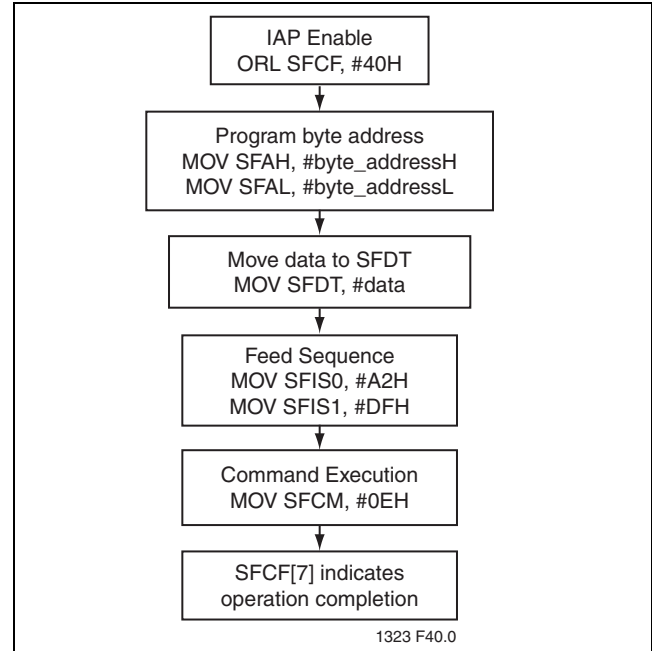 IAP Enable
ORL SFCF, #40H
Program byte address
MOV SFAH, #byte_addressH
MOV SFAL, #byte_addressL
Move data to SFDT
MOV SFDT, #data
Feed Sequence
MOV SFIS0, #A2H
MOV SFIS1, #DFH
Command Execution
MOV SFCM, #0EH
SFCF[7] indicates
operation completion
1323 F40.0